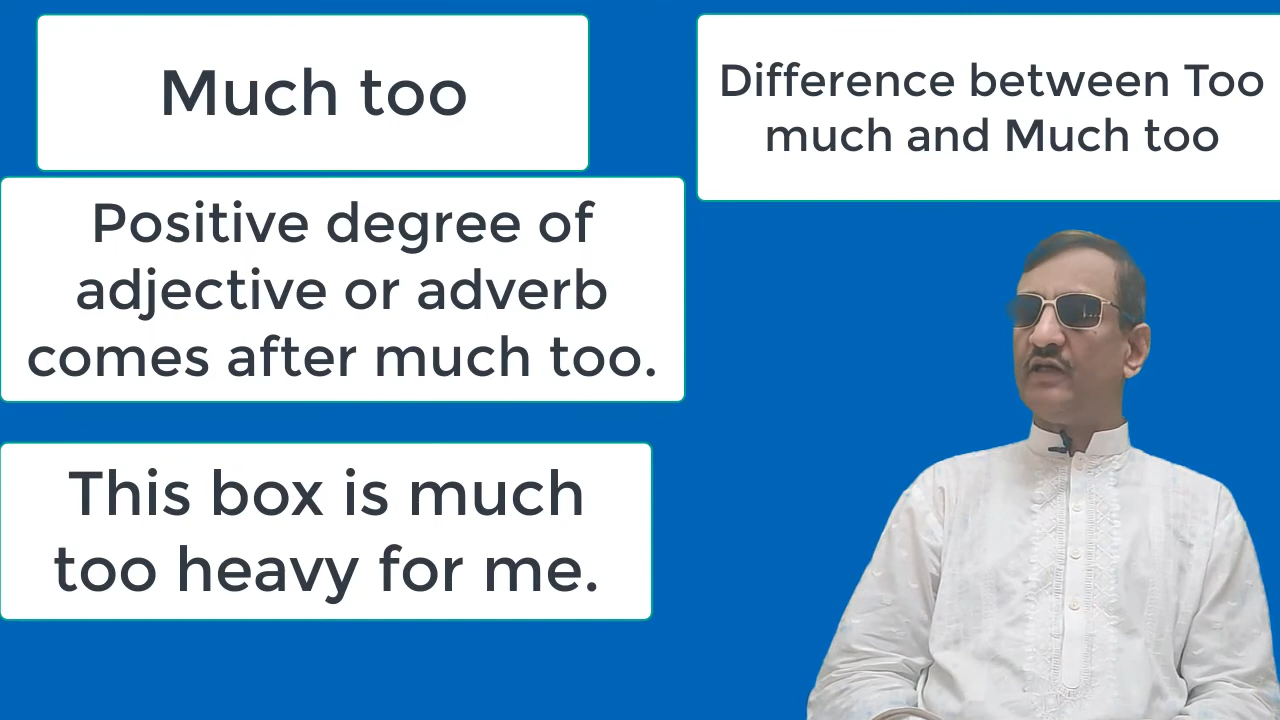 Much too
Difference between Too
much and Much too
Positive degree of
adjective or adverb
comes after much too.
This box is much
too heavy for me.